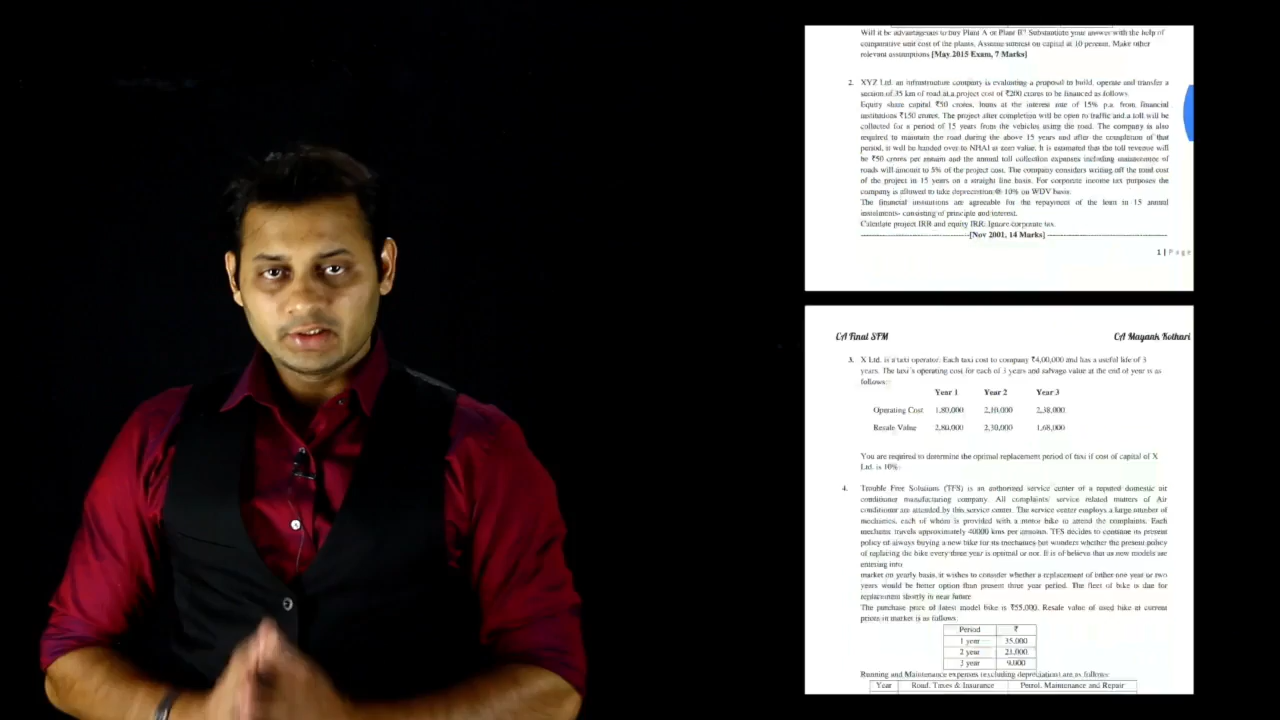 Will it be advantageous to buy Plant A or Plant B? Substantiate your answer with the help of
comparative unit cost of the plants. Assume interest on capital at 10 percent. Make other
relevant assumptions [May 2015 Exam, 7 Marks]
2. XYZ Ltd. an infrastructure company is evaluating a proposal to build, operate and transfer a
section of 35 km of road at a project cost of ₹200 crores to be financed as follows.
Equity share capital ₹50 crores, loans at the interest rate of 15% p.a. from financial
institutions ₹150 crores. The project after completion will be open to traffic and a toll will be
collected for a period of 15 years from the vehicles using the road. The company is also
required to maintain the road during the above 15 years and after the completion of that
period, it will be handed over to NHAI at zero value. It is estimated that the toll revenue will
be ₹50 crores per annum and the annual toll collection expenses including maintenance of
roads will amount to 5% of the project cost. The company considers writing off the total cost
of the project in 15 years on a straight line basis. For corporate income tax purposes the
company is allowed to take depreciation @ 10% on WDV basis.
The financial institutions are agreeable for the repayment of the loan in 15 annual
instalments- consisting of principle and interest.
Calculate project IRR and equity IRR. Ignore corporate tax.
[Nov 2001, 14 Marks]
1 | Page
CA Final SFM CA Mayank Kothari
3. X Ltd. is a taxi operator. Each taxi cost to company ₹4,00,000 and has a useful life of 3
years. The taxi's operating cost for each of 3 years and salvage value at the end of year is as
follows:
Year 1 Year 2 Year 3
Operating Cost 1,80,000 2,10,000 2,38,000
Resale Value 2,80,000 2,30,000 1,68,000
You are required to determine the optimal replacement period of taxi if cost of capital of X
Ltd. is 10%.
4. Trouble Free Solutions (TFS) is an authorized service center of a reputed domestic air
conditioner manufacturing company. All complaints/ service related matters of Air
conditioner are attended by this service center. The service center employs a large number of
mechanics, each of whom is provided with a motor bike to attend the complaints. Each
mechanic travels approximately 40000 kms per annum. TFS decides to continue its present
policy of always buying a new bike for its mechanics but wonders whether the present policy
of replacing the bike every three year is optimal or not. It is of believe that as new models are
entering into
market on yearly basis, it wishes to consider whether a replacement of either one year or two
years would be better option than present three year period. The fleet of bike is due for
replacement shortly in near future.
The purchase price of latest model bike is ₹55,000. Resale value of used bike at current
prices in market is as follows.
Period ₹
1 year 35,000
2 year 21,000
3 year 9,000
Running and Maintenance expenses (excluding depreciation) are as follows:
Year Road, Taxes & Insurance Petrol, Maintenance and Repair